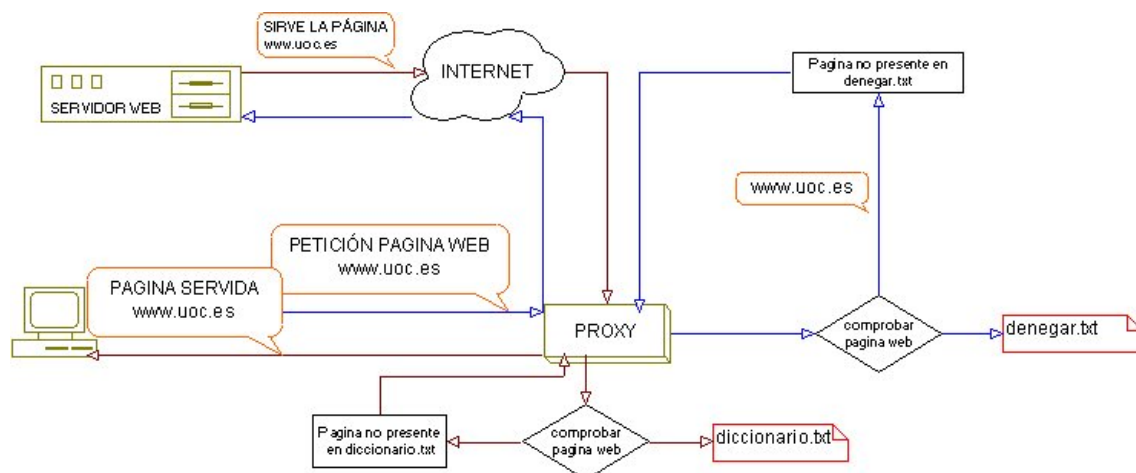 SIRVE LA PÁGINA
www.uoc.es
INTERNET
SERVIDOR WEB
Pagina no presente en
denegar.txt
www.uoc.es
PETICIÓN PAGINA WEB
www.uoc.es
PAGINA SERVIDA
www.uoc.es
PROXY
comprobar
pagina web
denegar.txt
Pagina no presente
en diccionario.txt
comprobar
pagina web
diccionario.txt